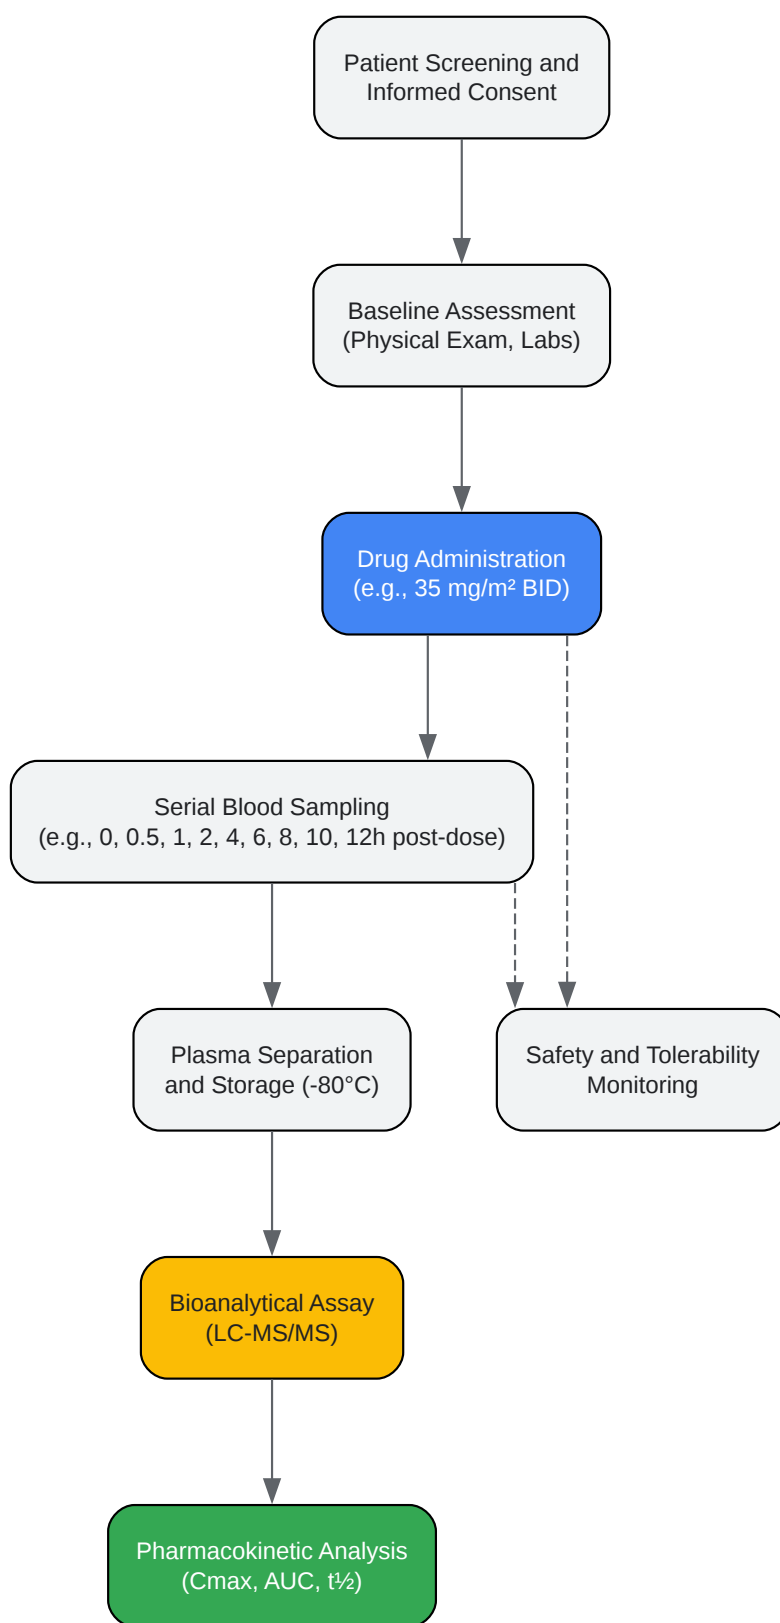 Patient Screening and
Informed Consent
Baseline Assessment
(Physical Exam, Labs)
Drug Administration
(e.g., 35 mg/m² BID)
Serial Blood Sampling
(e.g., 0, 0.5, 1, 2, 4, 6, 8, 10, 12h post-dose)
Plasma Separation
and Storage (-80°C)
Safety and Tolerability
Monitoring
Bioanalytical Assay
(LC-MS/MS)
Pharmacokinetic Analysis
(Cmax, AUC, t½)